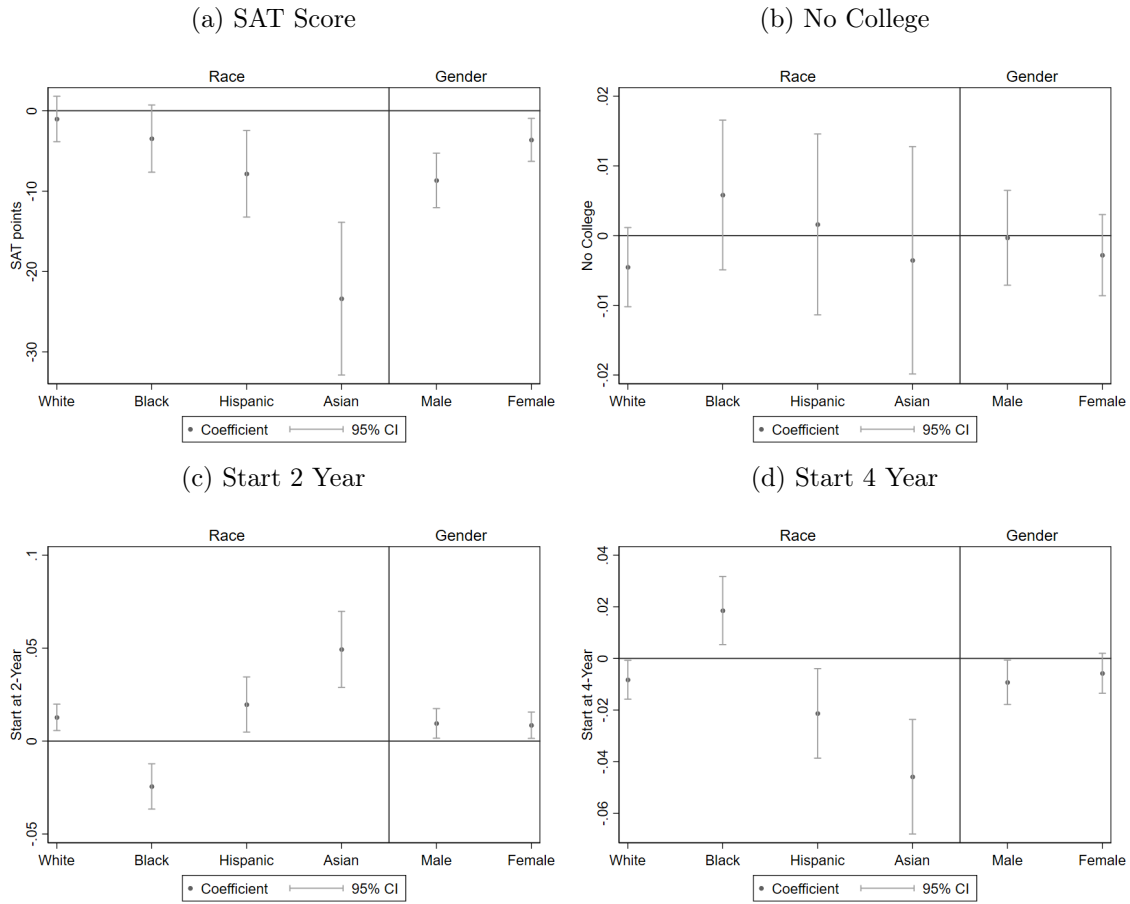 (a) SAT Score
Race Gender
SAT points
0
-10
-20
-30
White Black Hispanic Asian Male Female
Coefficient 95% CI
(b) No College
Race Gender
No College
.02
.01
0
-.01
-.02
White Black Hispanic Asian Male Female
Coefficient 95% CI
(c) Start 2 Year
Race Gender
Start at 2-Year
.1
.05
0
-.05
White Black Hispanic Asian Male Female
Coefficient 95% CI
(d) Start 4 Year
Race Gender
Start at 4-Year
.04
.02
0
-.02
-.04
-.06
White Black Hispanic Asian Male Female
Coefficient 95% CI